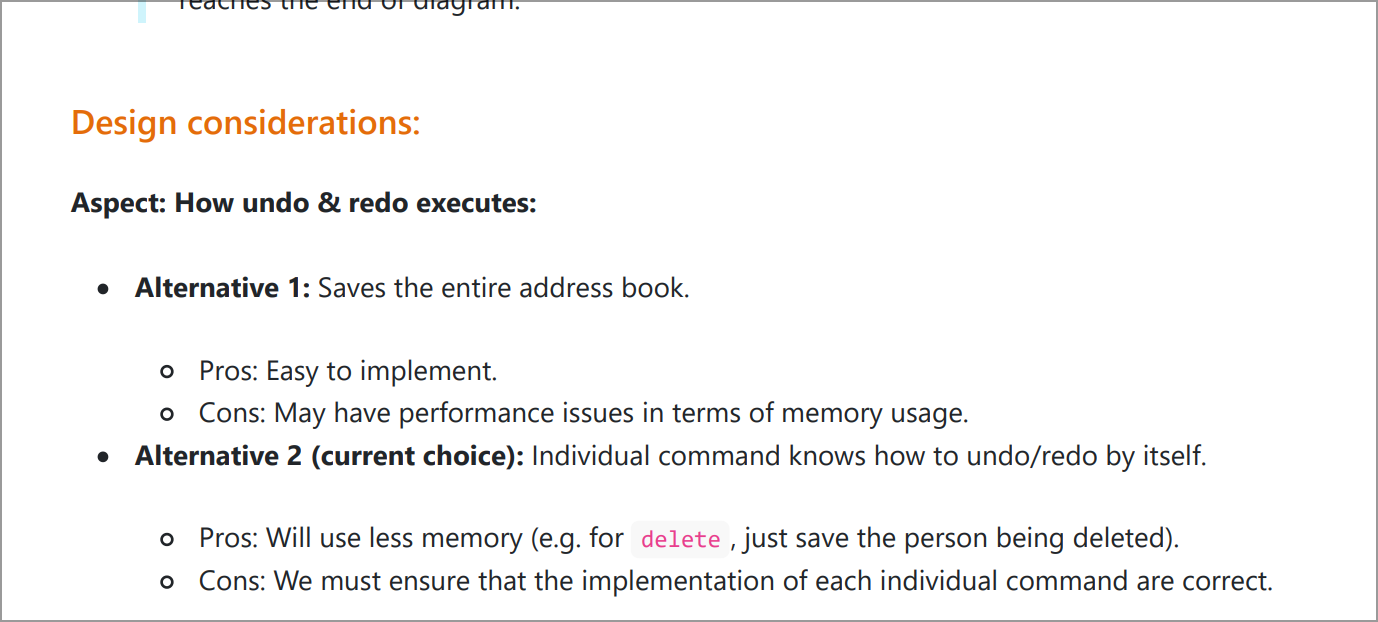 reaches the end of diagram.
Design considerations:
Aspect: How undo & redo executes:
Alternative 1: Saves the entire address book.
Pros: Easy to implement.
Cons: May have performance issues in terms of memory usage.
Alternative 2 (current choice): Individual command knows how to undo/redo by itself.
Pros: Will use less memory (e.g. for delete, just save the person being deleted).
Cons: We must ensure that the implementation of each individual command are correct.